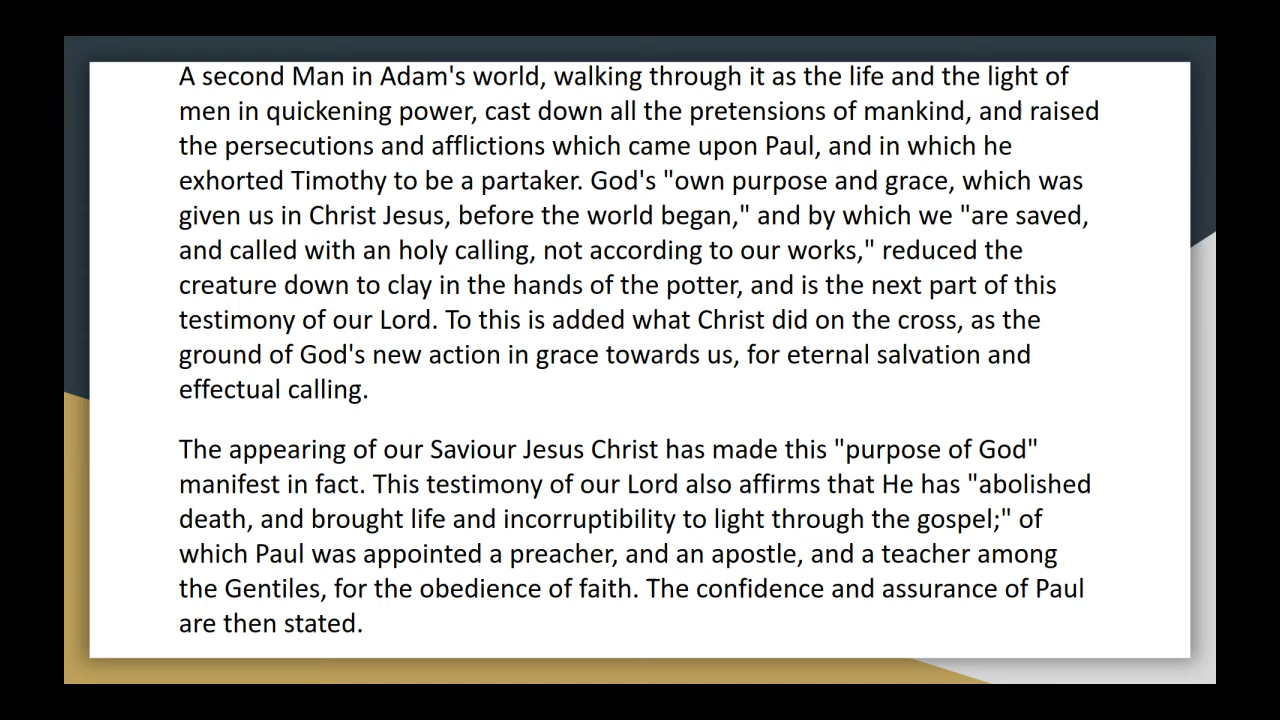 A second Man in Adam's world, walking through it as the life and the light of
men in quickening power, cast down all the pretensions of mankind, and raised
the persecutions and afflictions which came upon Paul, and in which he
exhorted Timothy to be a partaker. God's "own purpose and grace, which was
given us in Christ Jesus, before the world began," and by which we "are saved,
and called with an holy calling, not according to our works," reduced the
creature down to clay in the hands of the potter, and is the next part of this
testimony of our Lord. To this is added what Christ did on the cross, as the
ground of God's new action in grace towards us, for eternal salvation and
effectual calling.
The appearing of our Saviour Jesus Christ has made this "purpose of God"
manifest in fact. This testimony of our Lord also affirms that He has "abolished
death, and brought life and incorruptibility to light through the gospel;" of
which Paul was appointed a preacher, and an apostle, and a teacher among
the Gentiles, for the obedience of faith. The confidence and assurance of Paul
are then stated.